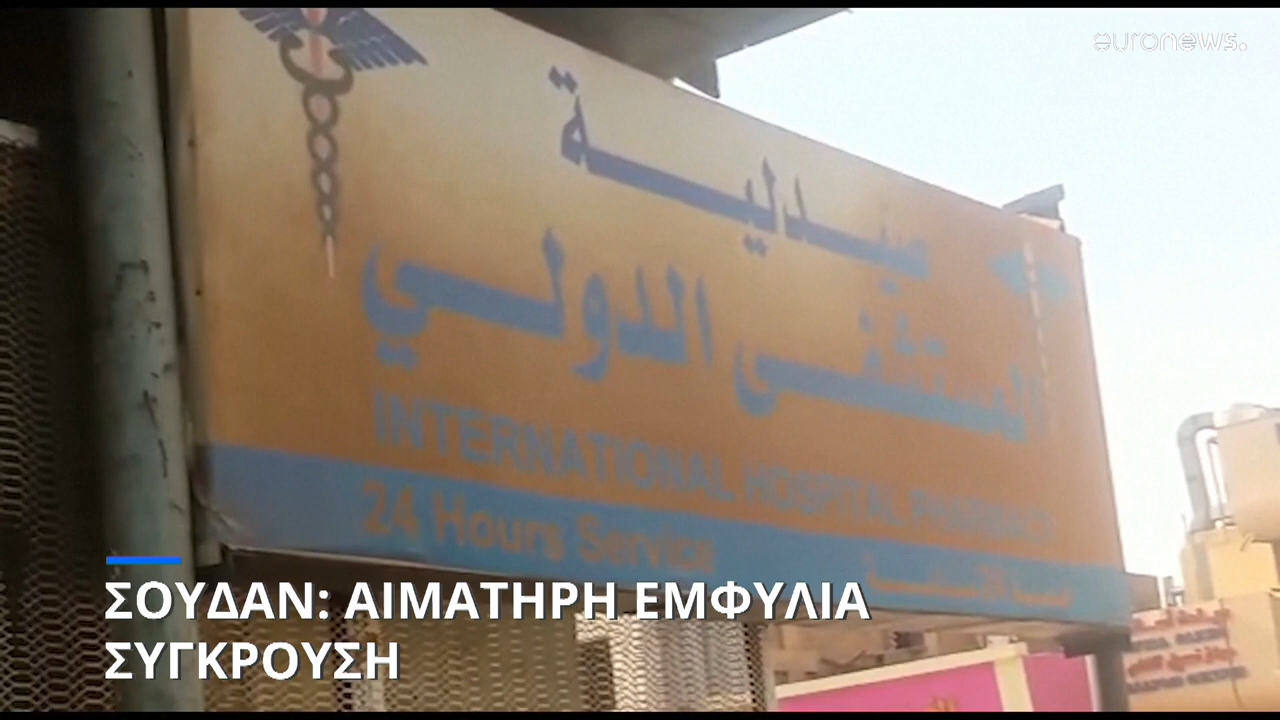 euronews.
صيدلية
المستشفى الدولي
INTERNATIONAL HOSPITAL PHARMACY
24 Hours Service
ΣΟΥΔΑΝ: ΑΙΜΑΤΗΡΗ ΕΜΦΥΛΙΑ
ΣΥΓΚΡΟΥΣΗ